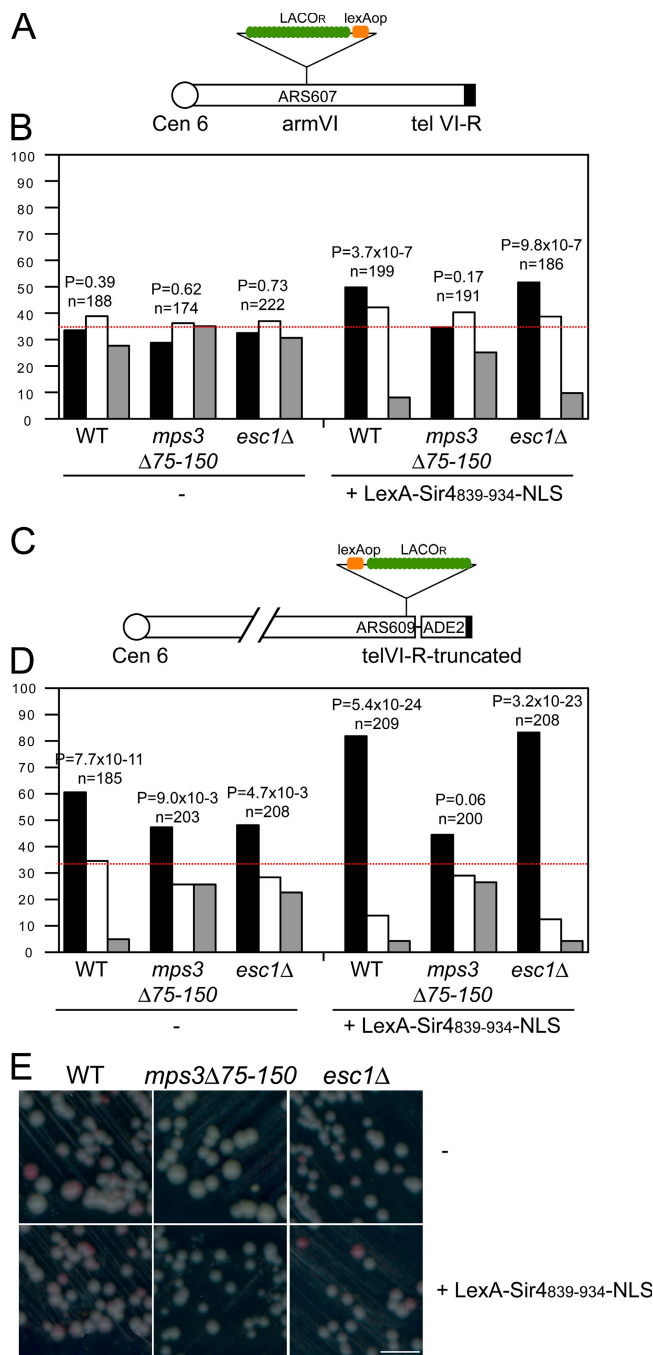 A
LACOR lexAop
ARS607
Cen 6 armVI tel VI-R
B
100
90
80
70
60
50
40
30
20
10
0
P=0.39
n=188
P=0.62
n=174
P=0.73
n=222
P=3.7x10-7
n=199
P=0.17
n=191
P=9.8x10-7
n=186
WT mps3 esc1Δ WT mps3 esc1Δ
Δ75-150 Δ75-150
- + LexA-Sir4839-934-NLS
C
lexAop LACOR
ARS609 ADE2
Cen 6 telVI-R-truncated
D
100
90
80
70
60
50
40
30
20
10
0
P=7.7x10-11
n=185
P=9.0x10-3
n=203
P=4.7x10-3
n=208
P=5.4x10-24
n=209
P=0.06
n=200
P=3.2x10-23
n=208
WT mps3 esc1Δ WT mps3 esc1Δ
Δ75-150 Δ75-150
- + LexA-Sir4839-934-NLS
E
WT mps3Δ75-150 esc1Δ
-
+ LexA-Sir4839-934-NLS